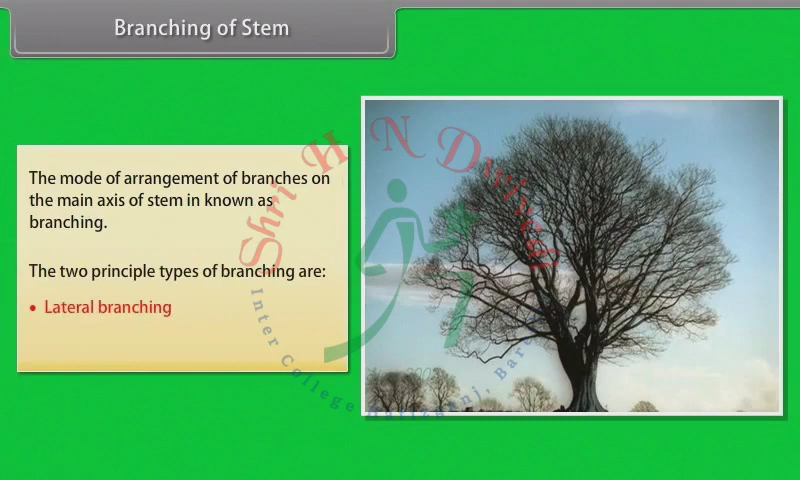 Branching of Stem
The mode of arrangement of branches on
the main axis of stem in known as
branching.
The two principle types of branching are:
• Lateral branching
Shri H N Dwivedi
Inter College